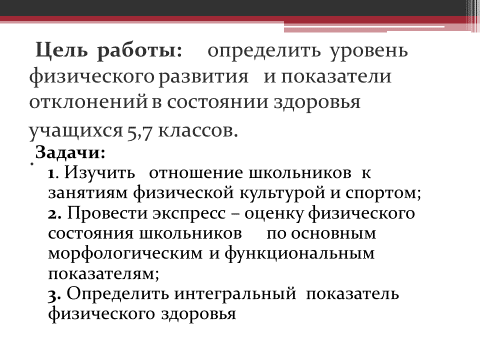 Цель работы: определить уровень
физического развития и показатели
отклонений в состоянии здоровья
учащихся 5,7 классов.
.Задачи:
1. Изучить отношение школьников к
занятиям физической культурой и спортом;
2. Провести экспресс – оценку физического
состояния школьников по основным
морфологическим и функциональным
показателям;
3. Определить интегральный показатель
физического здоровья